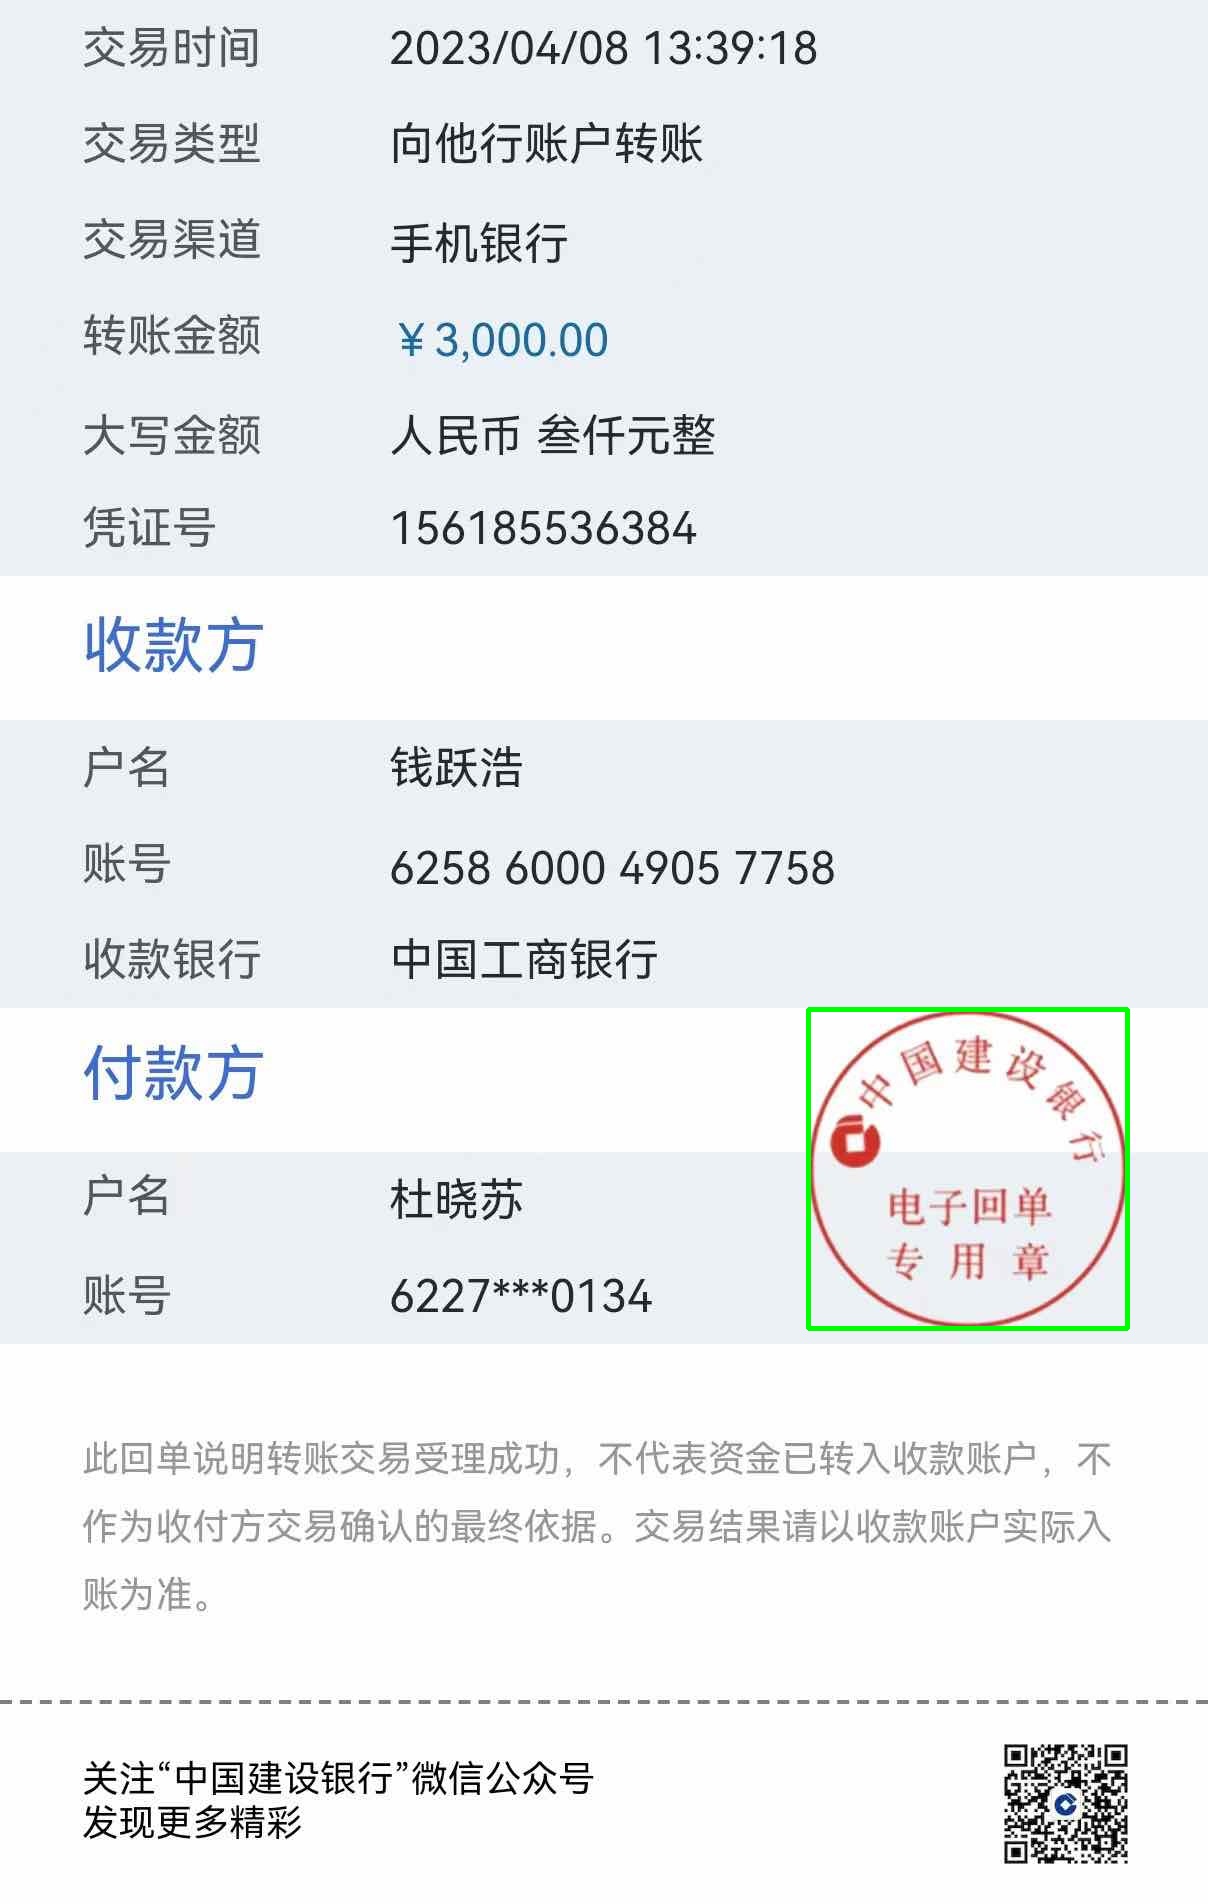 交易时间 2023/04/08 13:39:18
交易类型 向他行账户转账
交易渠道 手机银行
转账金额 ￥3,000.00
大写金额 人民币 叁仟元整
凭证号 156185536384
收款方
户名 钱跃浩
账号 6258 6000 4905 7758
收款银行 中国工商银行
付款方
中国建设银行
电子回单
专用章
户名 杜晓苏
账号 6227***0134
此回单说明转账交易受理成功，不代表资金已转入收款账户，不
作为收付方交易确认的最终依据。交易结果请以收款账户实际入
账为准。
关注“中国建设银行”微信公众号
发现更多精彩